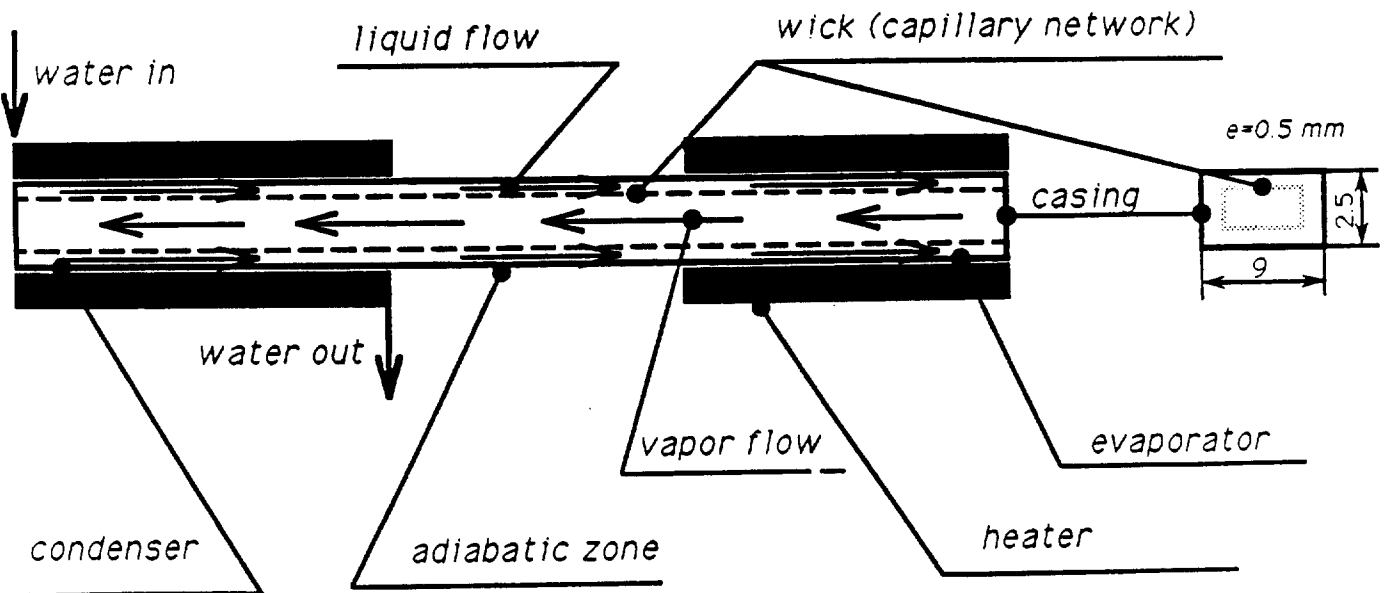 liquid flow
wick (capillary network)
water in
e=0.5 mm
casing
2.5
9
water out
vapor flow
evaporator
condenser
adiabatic zone
heater